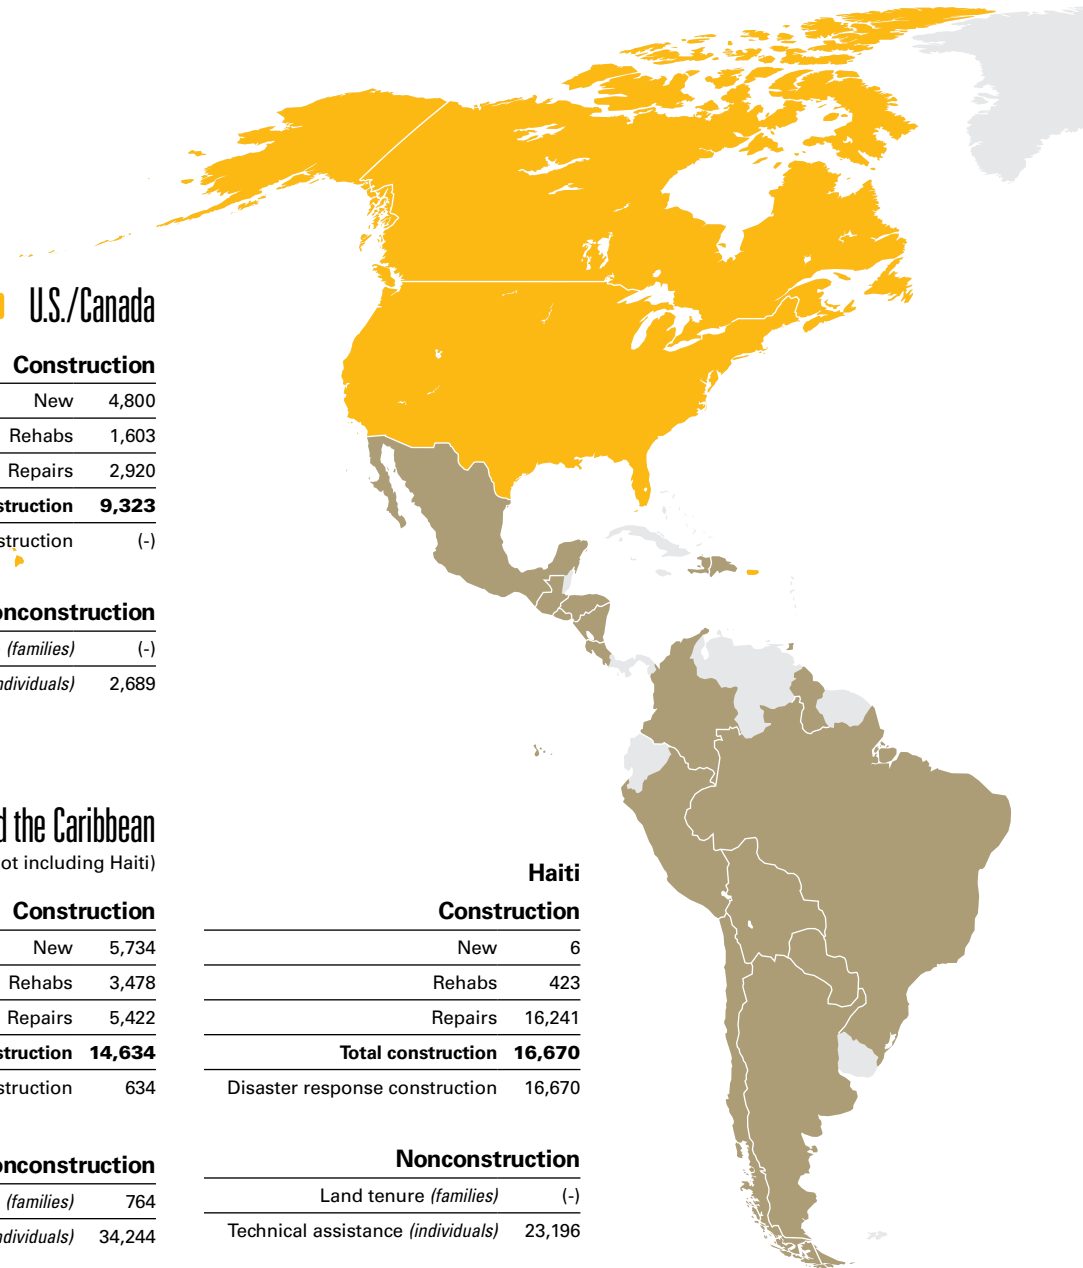 U.S./Canada
Construction
New 4,800
Rehabs 1,603
Repairs 2,920
struction 9,323
struction (-)
onconstruction
(families) (-)
ndividuals) 2,689
d the Caribbean
ot including Haiti)
Construction
New 5,734
Rehabs 3,478
Repairs 5,422
struction 14,634
struction 634
onconstruction
(families) 764
ndividuals) 34,244
Haiti
Construction
New 6
Rehabs 423
Repairs 16,241
Total construction 16,670
Disaster response construction 16,670
Nonconstruction
Land tenure (families) (-)
Technical assistance (individuals) 23,196